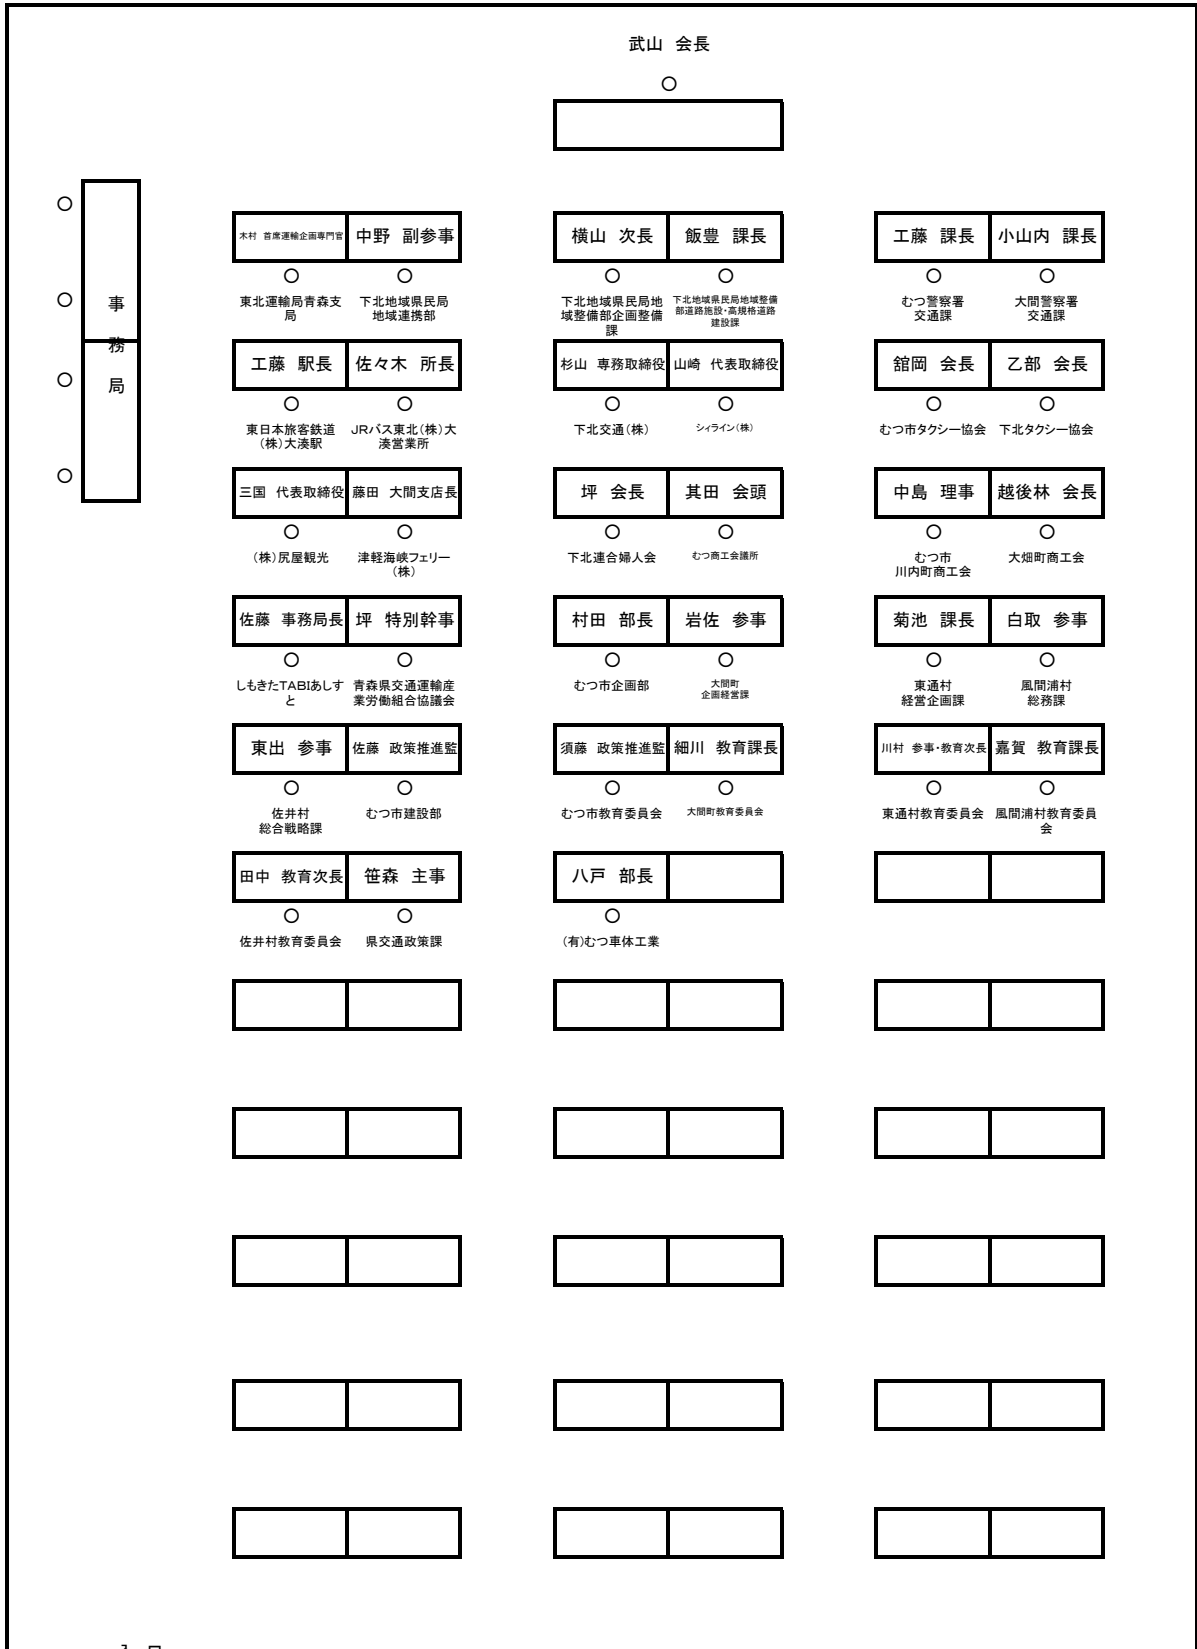 武山 会長
事
務
局
木村 首席運輸企画専門官 中野 副参事 横山 次長 飯豊 課長 工藤 課長 小山内 課長
東北運輸局青森支
局
下北地域県民局
地域連携部
下北地域県民局地
域整備部企画整備
課
下北地域県民局地域整備
部道路施設・高規格道路
建設課
むつ警察署
交通課
大間警察署
交通課
工藤 駅長 佐々木 所長 杉山 専務取締役 山崎 代表取締役 舘岡 会長 乙部 会長
東日本旅客鉄道
(株)大湊駅
JRバス東北(株)大
湊営業所
下北交通(株)
シィライン(株)
むつ市タクシー協会
下北タクシー協会
三国 代表取締役 藤田 大間支店長 坪 会長 其田 会頭 中島 理事 越後林 会長
(株)尻屋観光
津軽海峡フェリー
(株)
下北連合婦人会
むつ商工会議所
むつ市
川内町商工会
大畑町商工会
佐藤 事務局長 坪 特別幹事 村田 部長 岩佐 参事 菊池 課長 白取 参事
しもきたTABIあしす
と
青森県交通運輸産
業労働組合協議会
むつ市企画部
大間町
企画経営課
東通村
経営企画課
風間浦村
総務課
東出 参事 佐藤 政策推進監 須藤 政策推進監 細川 教育課長 川村 参事・教育次長 嘉賀 教育課長
佐井村
総合戦略課
むつ市建設部
むつ市教育委員会
大間町教育委員会
東通村教育委員会
風間浦村教育委員
会
田中 教育次長 笹森 主事 八戸 部長
佐井村教育委員会
県交通政策課
(有)むつ車体工業